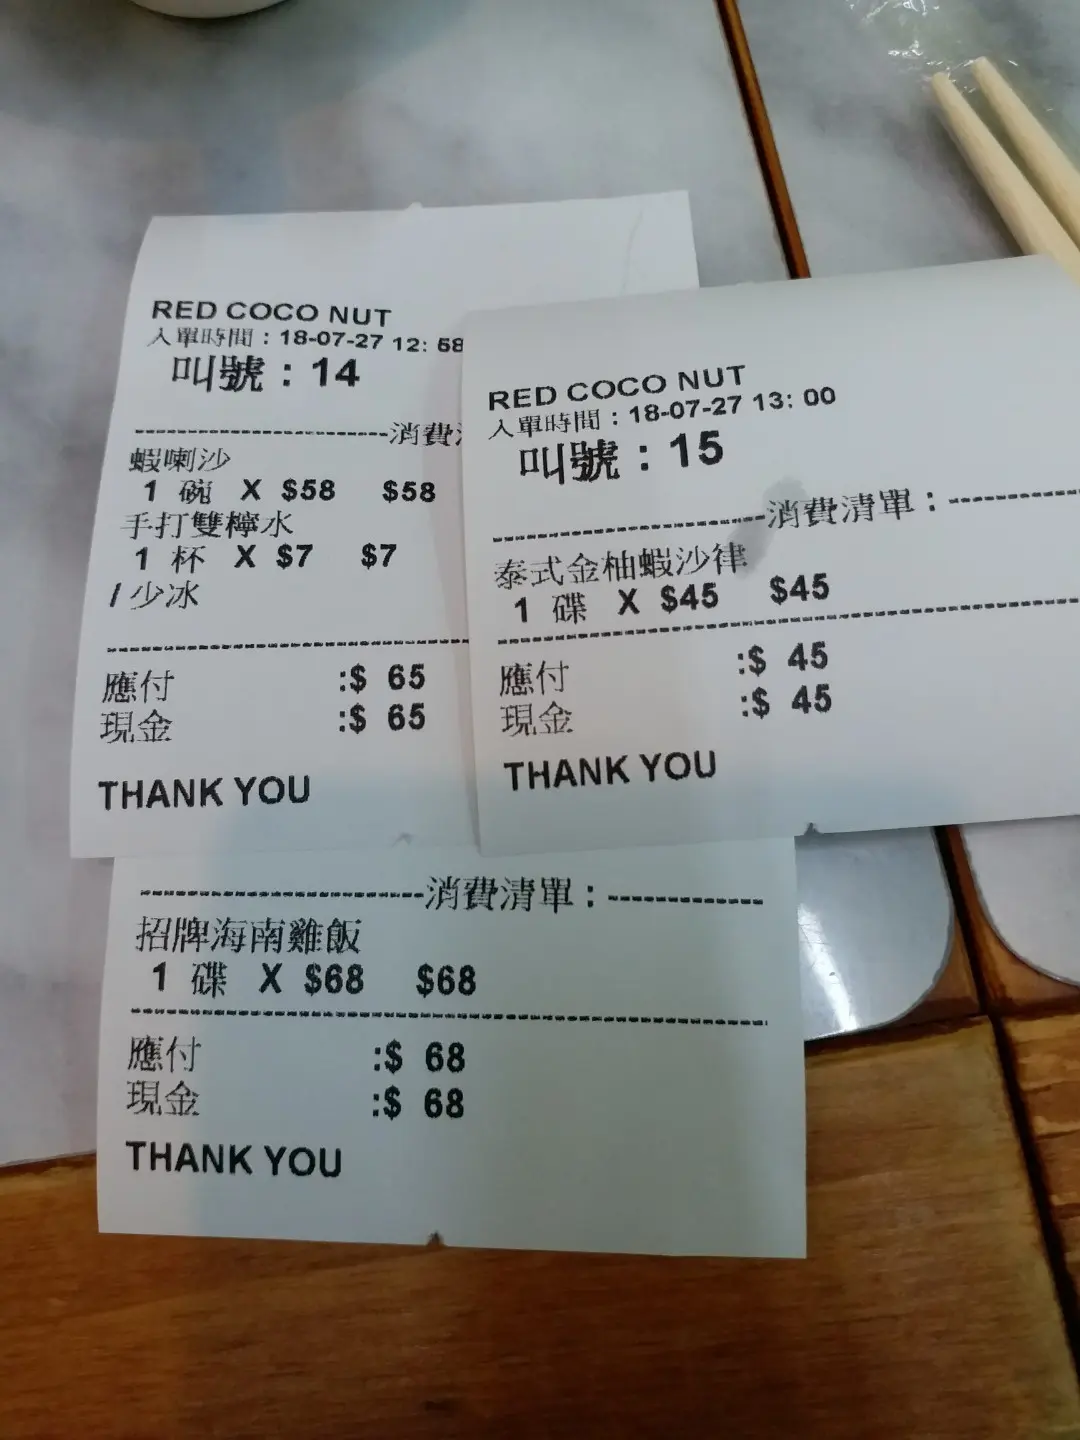 RED COCO NUT
入單時間：18-07-27 12: 58
叫號：14
--------------------消費
蝦喇沙
1 碗 X $58 $58
手打雙檸水
1 杯 X $7 $7
/ 少冰
應付 :$ 65
現金 :$ 65
THANK YOU
RED COCO NUT
入單時間：18-07-27 13: 00
叫號：15
--------------------消費清單：----------
泰式金柚蝦沙律
1 碟 X $45 $45
應付 :$ 45
現金 :$ 45
THANK YOU
--------------------消費清單：------------
招牌海南雞飯
1 碟 X $68 $68
應付 :$ 68
現金 :$ 68
THANK YOU